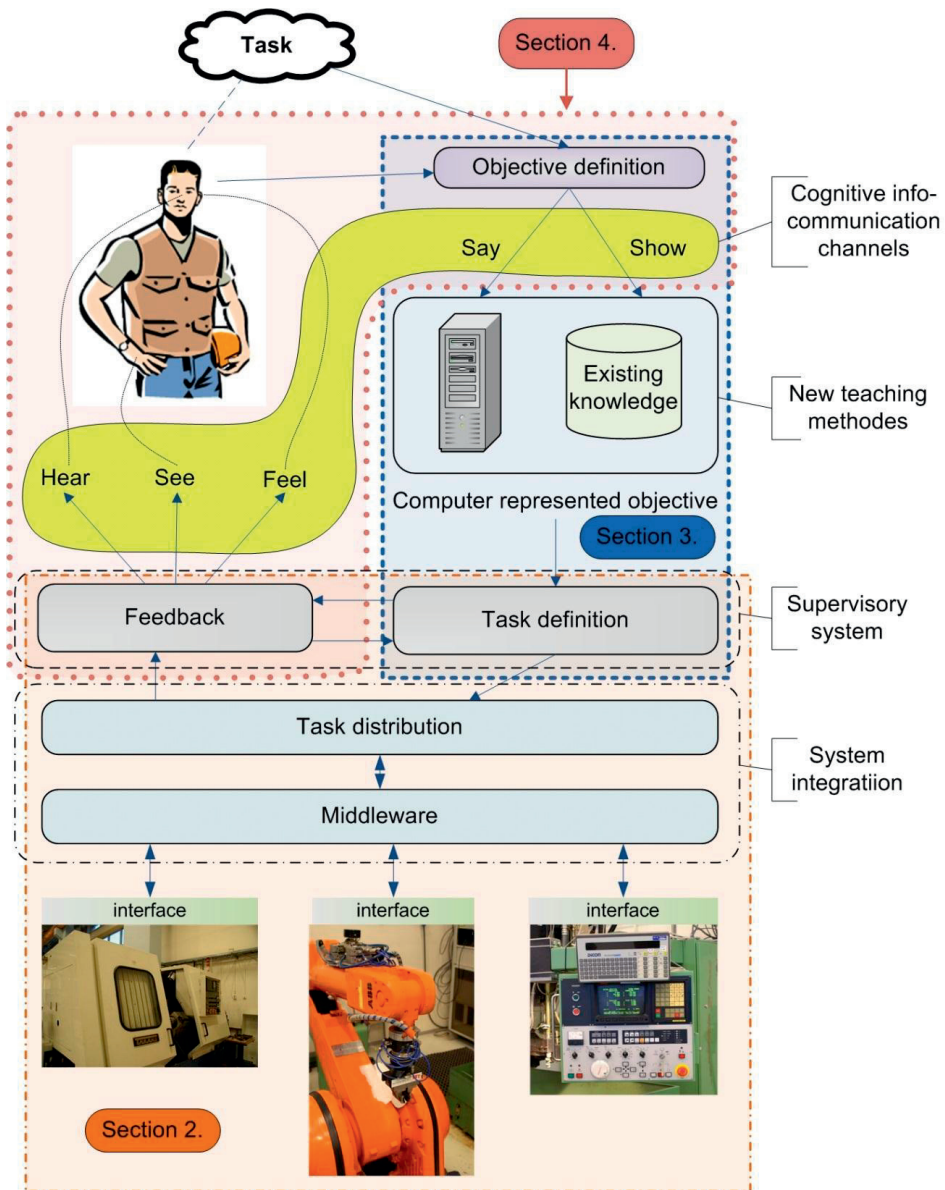 Task
Section 4.
Objective definition
Cognitive info-
communication
channels
Say
Show
Existing
knowledge
New teaching
methodes
Hear
See
Feel
Computer represented objective
Section 3.
Feedback
Task definition
Supervisory
system
Task distribution
System
integratiion
Middleware
interface
interface
interface
ABB
Section 2.